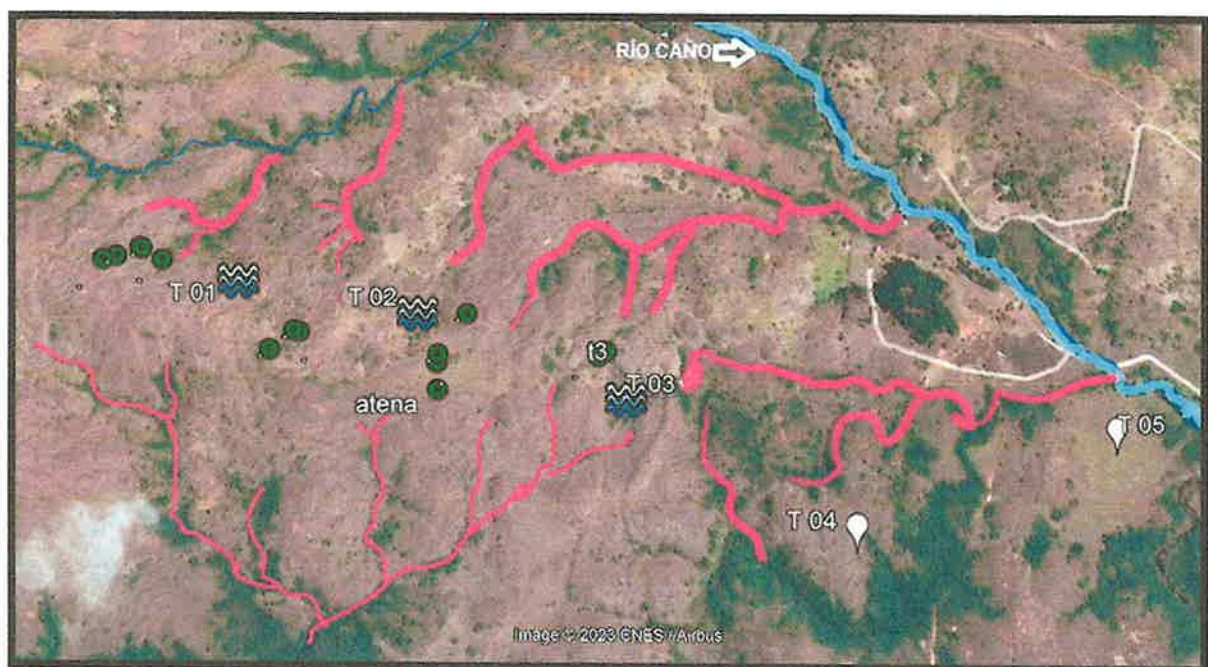 RÍO CAÑO
T 01
T 02
t3
T 03
atena
T 05
T 04
Image © 2023 CNES / Airbus